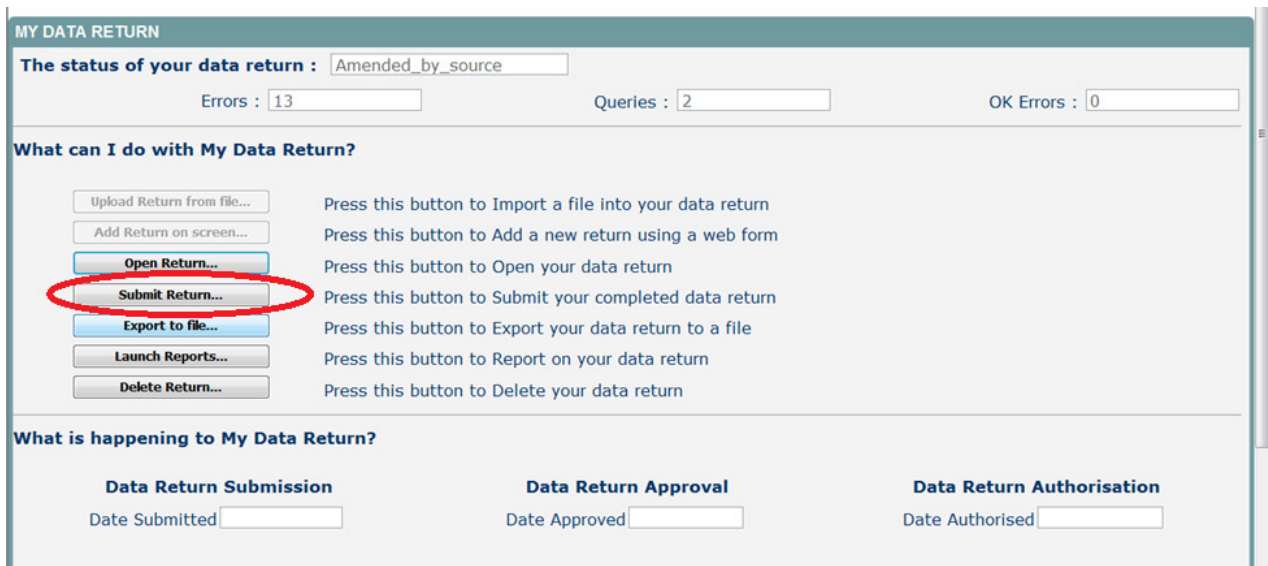 MY DATA RETURN
The status of your data return : Amended_by_source
Errors : 13 Queries : 2 OK Errors : 0
What can I do with My Data Return?
Upload Return from file... Press this button to Import a file into your data return
Add Return on screen... Press this button to Add a new return using a web form
Open Return... Press this button to Open your data return
Submit Return... Press this button to Submit your completed data return
Export to file... Press this button to Export your data return to a file
Launch Reports... Press this button to Report on your data return
Delete Return... Press this button to Delete your data return
What is happening to My Data Return?
Data Return Submission Data Return Approval Data Return Authorisation
Date Submitted Date Approved Date Authorised